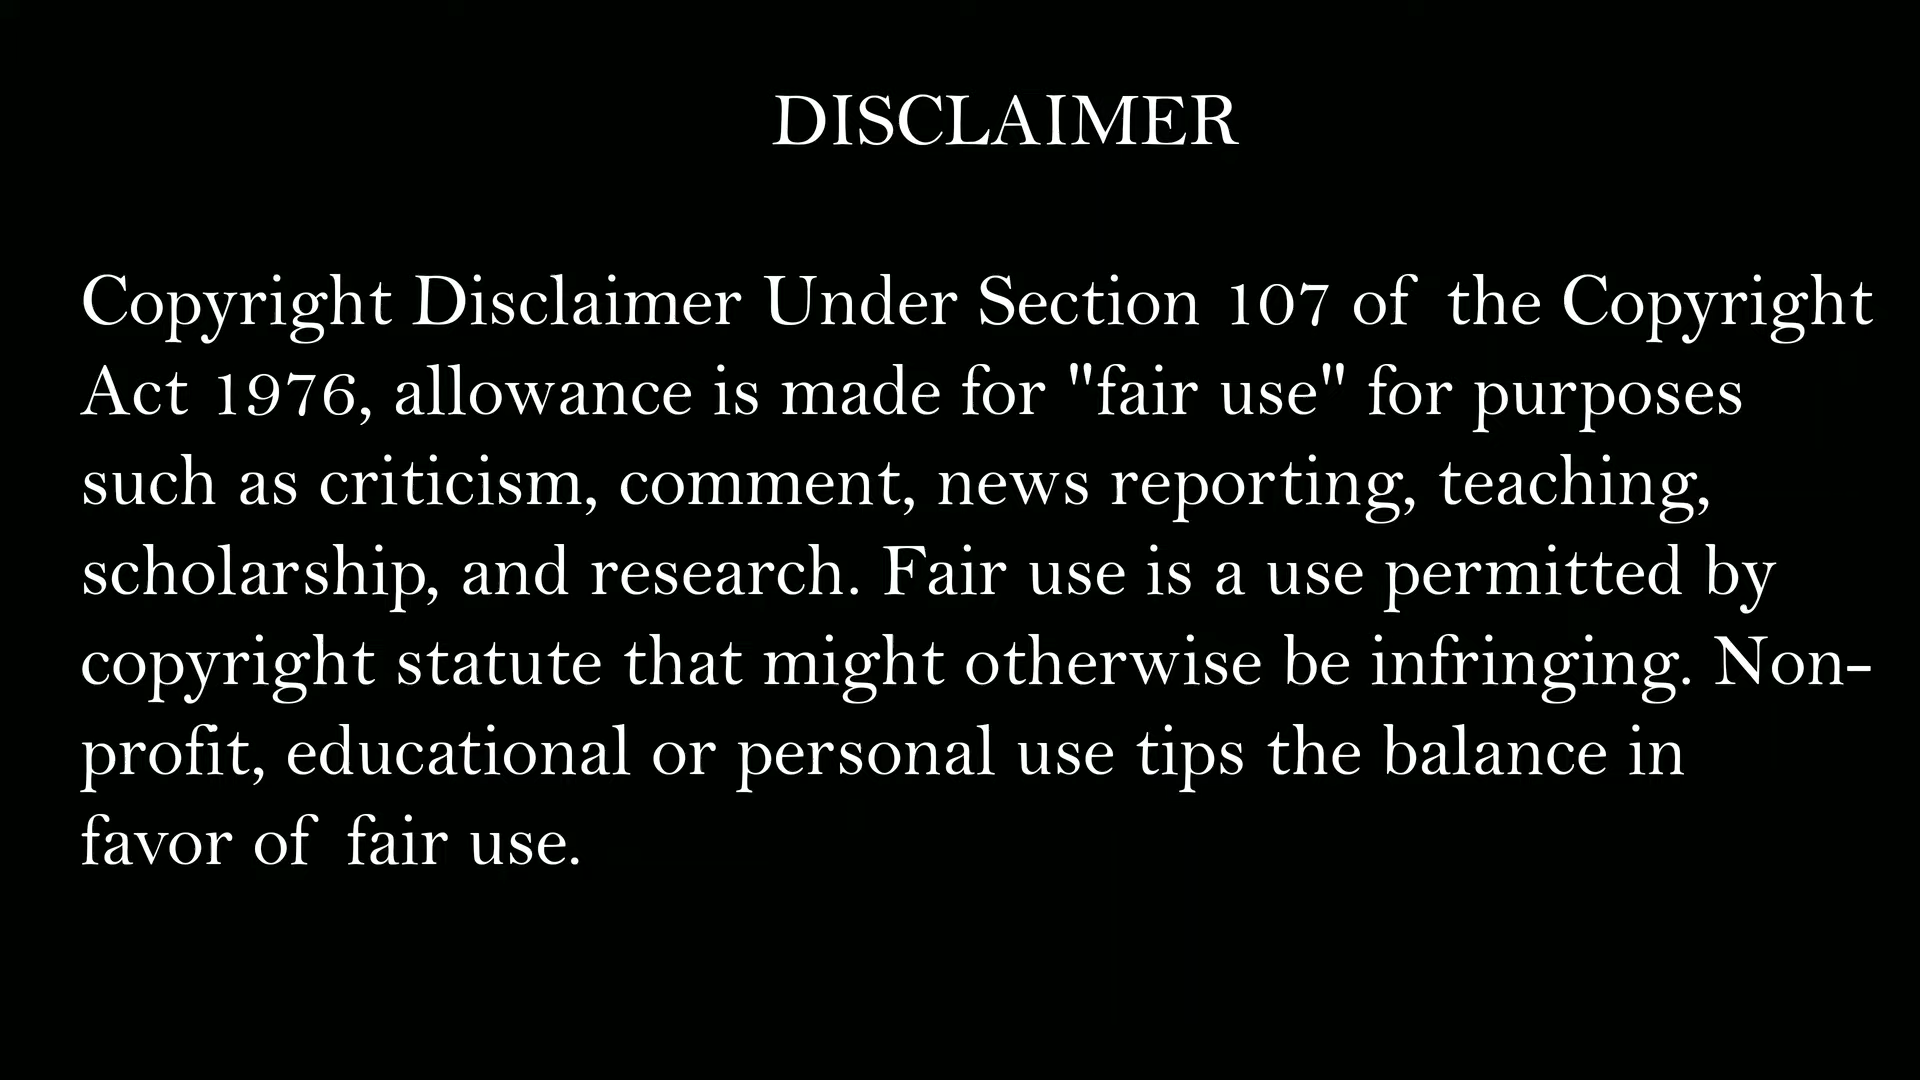 DISCLAIMER
Copyright Disclaimer Under Section 107 of the Copyright
Act 1976, allowance is made for "fair use" for purposes
such as criticism, comment, news reporting, teaching,
scholarship, and research. Fair use is a use permitted by
copyright statute that might otherwise be infringing. Non-
profit, educational or personal use tips the balance in
favor of fair use.